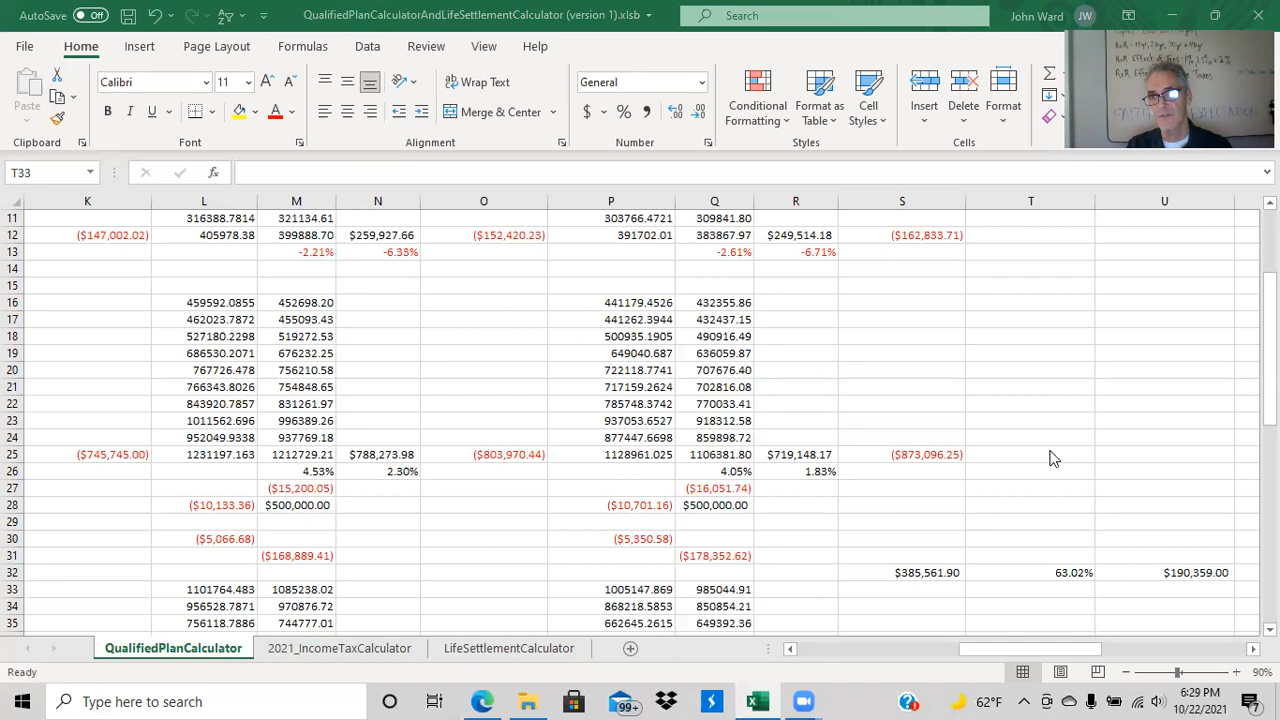 AutoSave Off QualifiedPlanCalculatorAndLifeSettlementCalculator (version 1).xlsb Search John Ward JW
File Home Insert Page Layout Formulas Data Review View Help
Calibri 11 Wrap Text General
Paste B I U Merge & Center $ % Conditional Formatting Format as Table Cell Styles Insert Delete Format
Clipboard Font Alignment Number Styles Cells
T33 fx
K L M N O P Q R S T U
11 316388.7814 321134.61 303766.4721 309841.80
12 ($147,002.02) 405978.38 399888.70 $259,927.66 ($152,420.23) 391702.01 383867.97 $249,514.18 ($162,833.71)
13 -2.21% -6.33% -2.61% -6.71%
14
15
16 459592.0855 452698.20 441179.4526 432355.86
17 462023.7872 455093.43 441262.3944 432437.15
18 527180.2298 519272.53 500935.1905 490916.49
19 686530.2071 676232.25 649040.687 636059.87
20 767726.478 756210.58 722118.7741 707676.40
21 766343.8026 754848.65 717159.2624 702816.08
22 843920.7857 831261.97 785748.3742 770033.41
23 1011562.696 996389.26 937053.6527 918312.58
24 952049.9338 937769.18 877447.6698 859898.72
25 ($745,745.00) 1231197.163 1212729.21 $788,273.98 ($803,970.44) 1128961.025 1106381.80 $719,148.17 ($873,096.25)
26 4.53% 2.30% 4.05% 1.83%
27 ($15,200.05) ($16,051.74)
28 ($10,133.36) $500,000.00 ($10,701.16) $500,000.00
29
30 ($5,066.68) ($5,350.58)
31 ($168,889.41) ($178,352.62)
32 $385,561.90 63.02% $190,359.00
33 1101764.483 1085238.02 1005147.869 985044.91
34 956528.7871 970876.72 868218.5853 850854.21
35 756118.7886 744777.01 662645.2615 649392.36
QualifiedPlanCalculator 2021_IncomeTaxCalculator LifeSettlementCalculator
Ready 90%
Type here to search 99+ 62°F 6:29 PM
10/22/2021 7